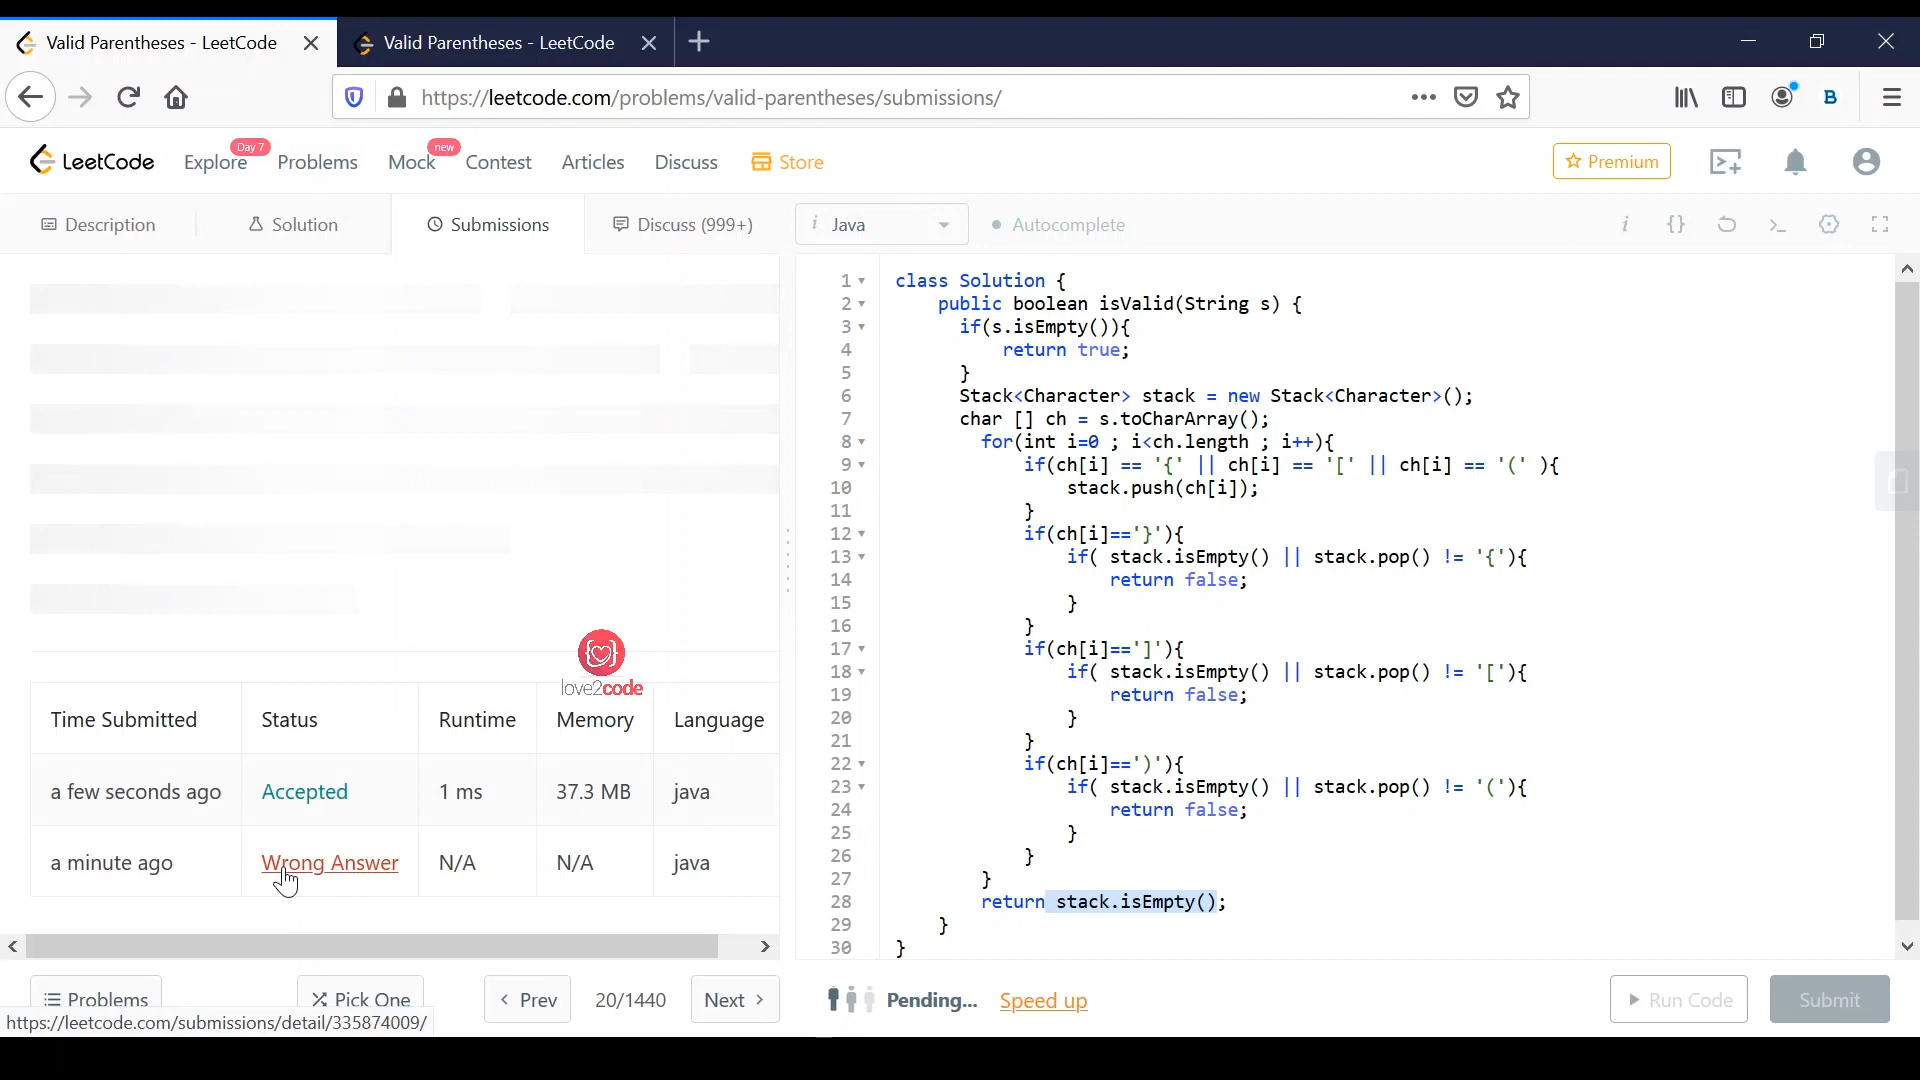 Valid Parentheses - LeetCode
Valid Parentheses - LeetCode
https://leetcode.com/problems/valid-parentheses/submissions/
B
LeetCode
Explore
Day 7
Problems
Mock
new
Contest
Articles
Discuss
Store
Premium
Description
Solution
Submissions
Discuss (999+)
i Java
Autocomplete
i {}
1 class Solution {
2 public boolean isValid(String s) {
3 if(s.isEmpty()){
4 return true;
5 }
6 Stack<Character> stack = new Stack<Character>();
7 char [] ch = s.toCharArray();
8 for(int i=0 ; i<ch.length ; i++){
9 if(ch[i] == '{' || ch[i] == '[' || ch[i] == '(' ){
10 stack.push(ch[i]);
11 }
12 if(ch[i]=='}'){
13 if( stack.isEmpty() || stack.pop() != '{'){
14 return false;
15 }
16 }
17 if(ch[i]==']'){
18 if( stack.isEmpty() || stack.pop() != '['){
19 return false;
20 }
21 }
22 if(ch[i]==')'){
23 if( stack.isEmpty() || stack.pop() != '('){
24 return false;
25 }
26 }
27 }
28 return stack.isEmpty();
29 }
30 }
love2code
Time Submitted Status Runtime Memory Language
a few seconds ago Accepted 1 ms 37.3 MB java
a minute ago Wrong Answer N/A N/A java
Problems
Pick One
< Prev
20/1440
Next >
Pending...
Speed up
Run Code
Submit
https://leetcode.com/submissions/detail/335874009/